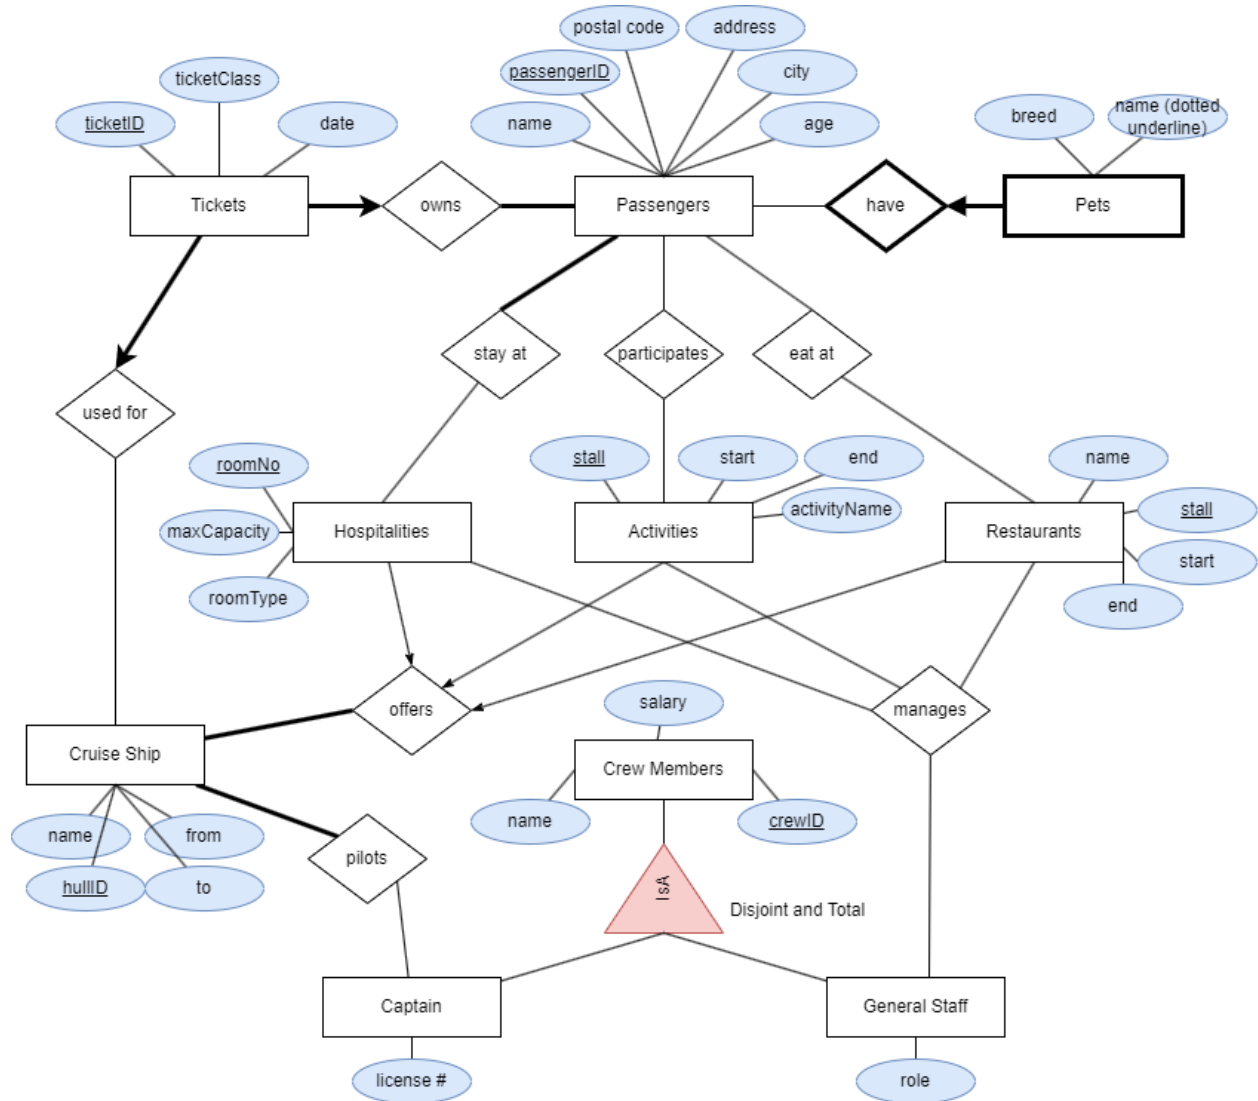 postal code
address
ticketClass
passengerID
city
ticketID
date
name
age
breed
name (dotted
underline)
Tickets
owns
Passengers
have
Pets
stay at
participates
eat at
used for
roomNo
stall
start
end
name
maxCapacity
Hospitalities
Activities
activityName
Restaurants
stall
start
roomType
end
salary
offers
manages
Cruise Ship
Crew Members
name
from
name
crewID
hullID
to
pilots
IsA
Disjoint and Total
Captain
General Staff
license #
role